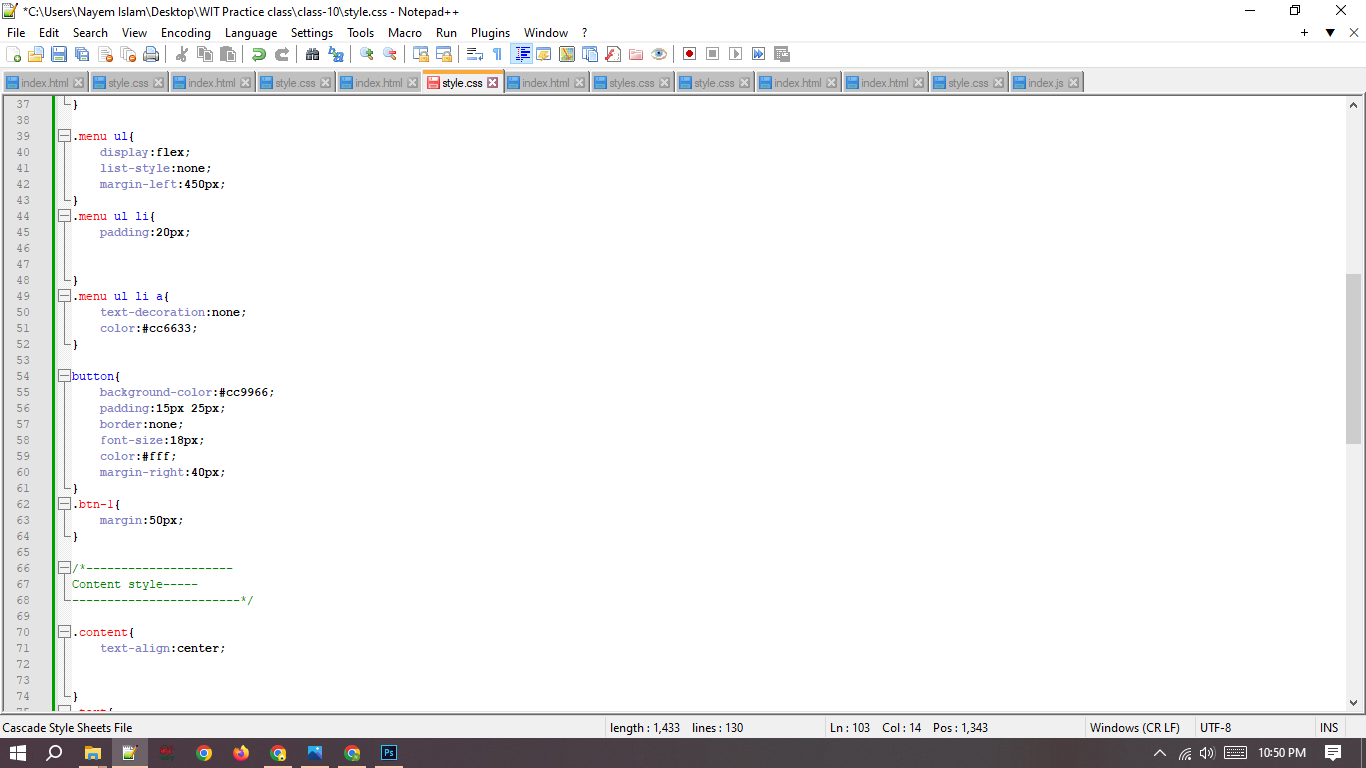 *C:\Users\Nayem Islam\Desktop\WIT Practice class\class-10\style.css - Notepad++
File Edit Search View Encoding Language Settings Tools Macro Run Plugins Window ?
+ ▼ X
index.html style.css index.html style.css index.html style.css index.html styles.css style.css index.html index.html style.css index.js
37 }
38
39 .menu ul{
40 display:flex;
41 list-style:none;
42 margin-left:450px;
43 }
44 .menu ul li{
45 padding:20px;
46
47
48 }
49 .menu ul li a{
50 text-decoration:none;
51 color:#cc6633;
52 }
53
54 button{
55 background-color:#cc9966;
56 padding:15px 25px;
57 border:none;
58 font-size:18px;
59 color:#fff;
60 margin-right:40px;
61 }
62 .btn-1{
63 margin:50px;
64 }
65
66 /*---------------------
67 Content style-----
68 ------------------------*/
69
70 .content{
71 text-align:center;
72
73
74 }
Cascade Style Sheets File length : 1,433 lines : 130 Ln : 103 Col : 14 Pos : 1,343 Windows (CR LF) UTF-8 INS
Ps 10:50 PM